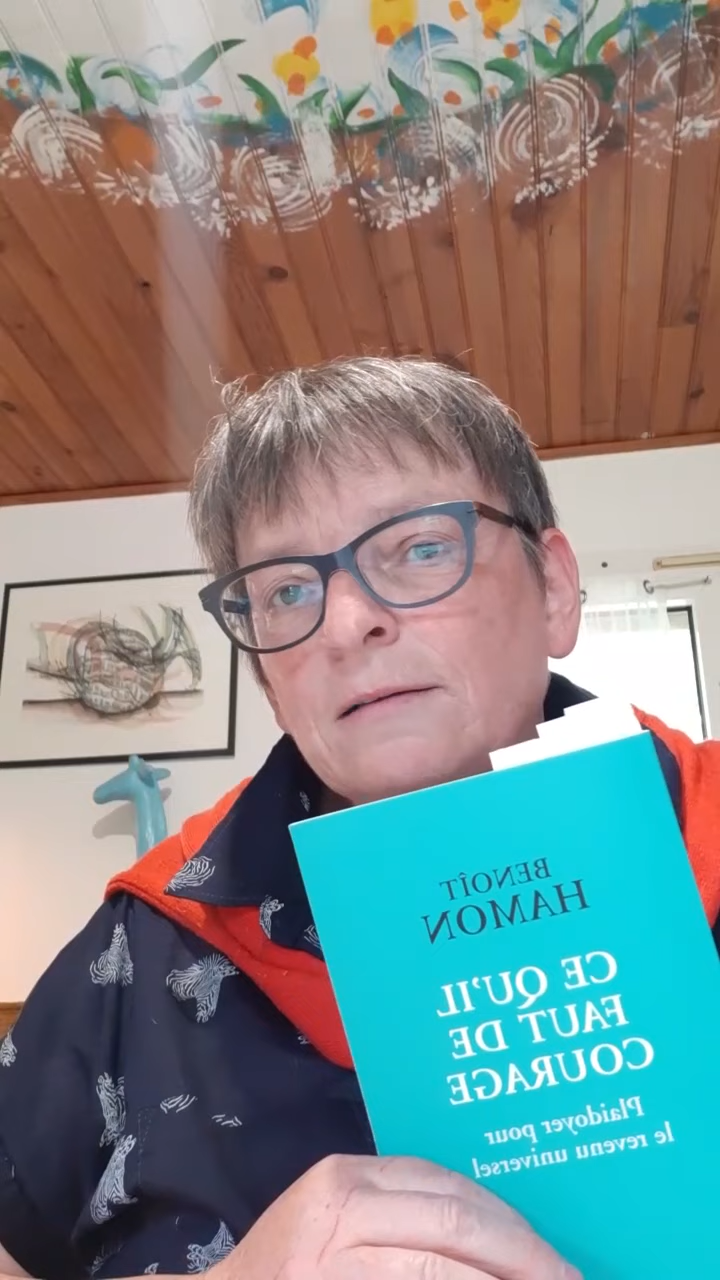 BENOÎT
HAMON
CE QU'IL
FAUT DE
COURAGE
Plaidoyer pour
le revenu universel